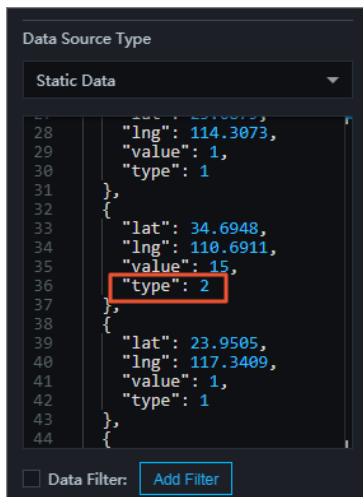 Data Source Type
Static Data
28 "lng": 114.3073,
29 "value": 1,
30 "type": 1
31 },
32 {
33 "lat": 34.6948,
34 "lng": 110.6911,
35 "value": 15,
36 "type": 2
37 },
38 {
39 "lat": 23.9505,
40 "lng": 117.3409,
41 "value": 1,
42 "type": 1
43 },
44 {
Data Filter: Add Filter